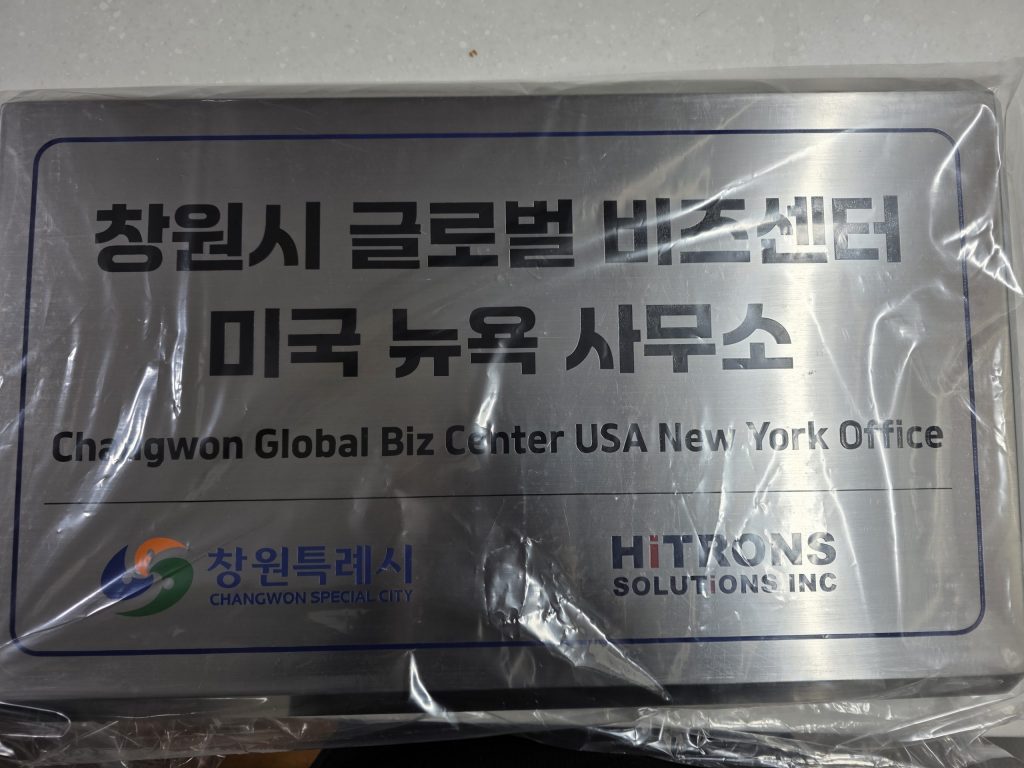 창원시 글로벌 비즈센터
미국 뉴욕 사무소
Changwon Global Biz Center USA New York Office
창원특례시
CHANGWON SPECIAL CITY
HiTRONS
SOLUTiONS INC